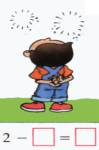 2 − □ = □